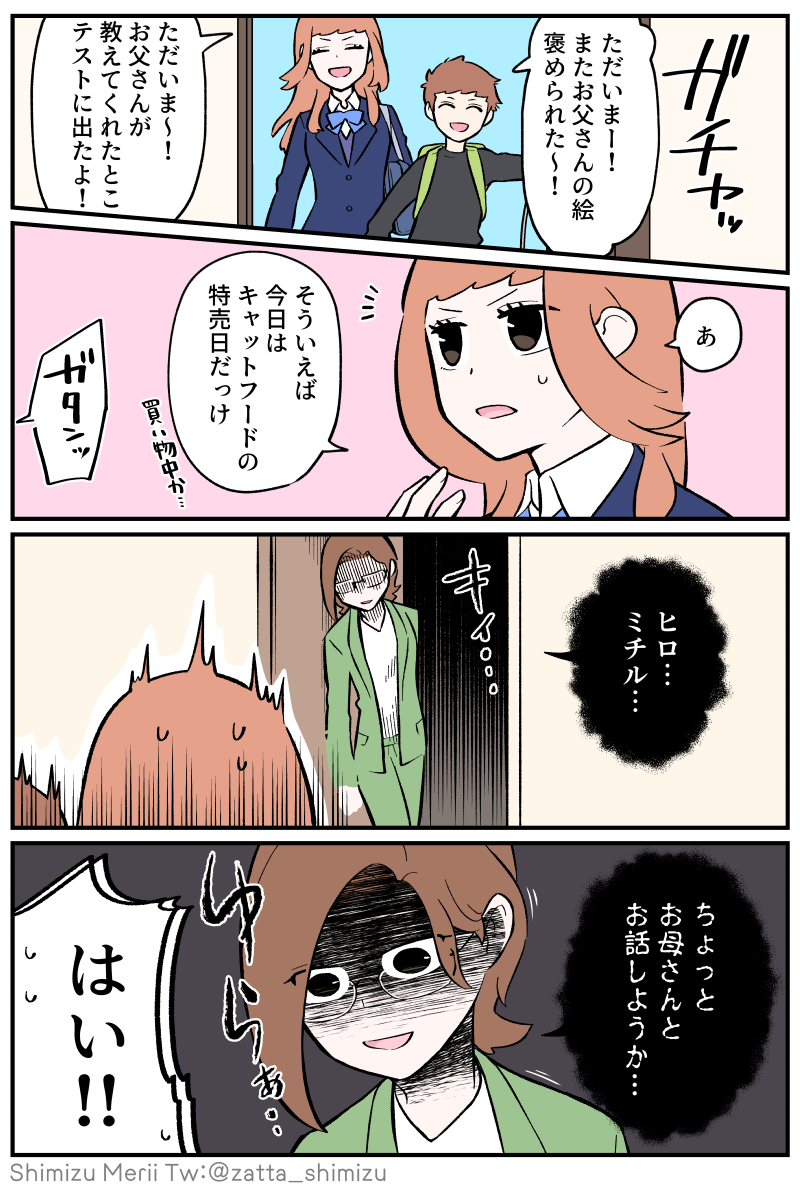 ガチャッ
ただいまー!
またお父さんの絵
褒められた〜!
ただいま〜!
お父さんが
教えてくれたとこ
テストに出たよ!
あ
そういえば
今日は
キャットフードの
特売日だっけ
買い物中か…
ガタンッ
ヒロ…
ミチル…
キィ…
ちょっと
お母さんと
お話しようか…
ゆらぁ…
はい!!
Shimizu Merii Tw:@zatta_shimizu